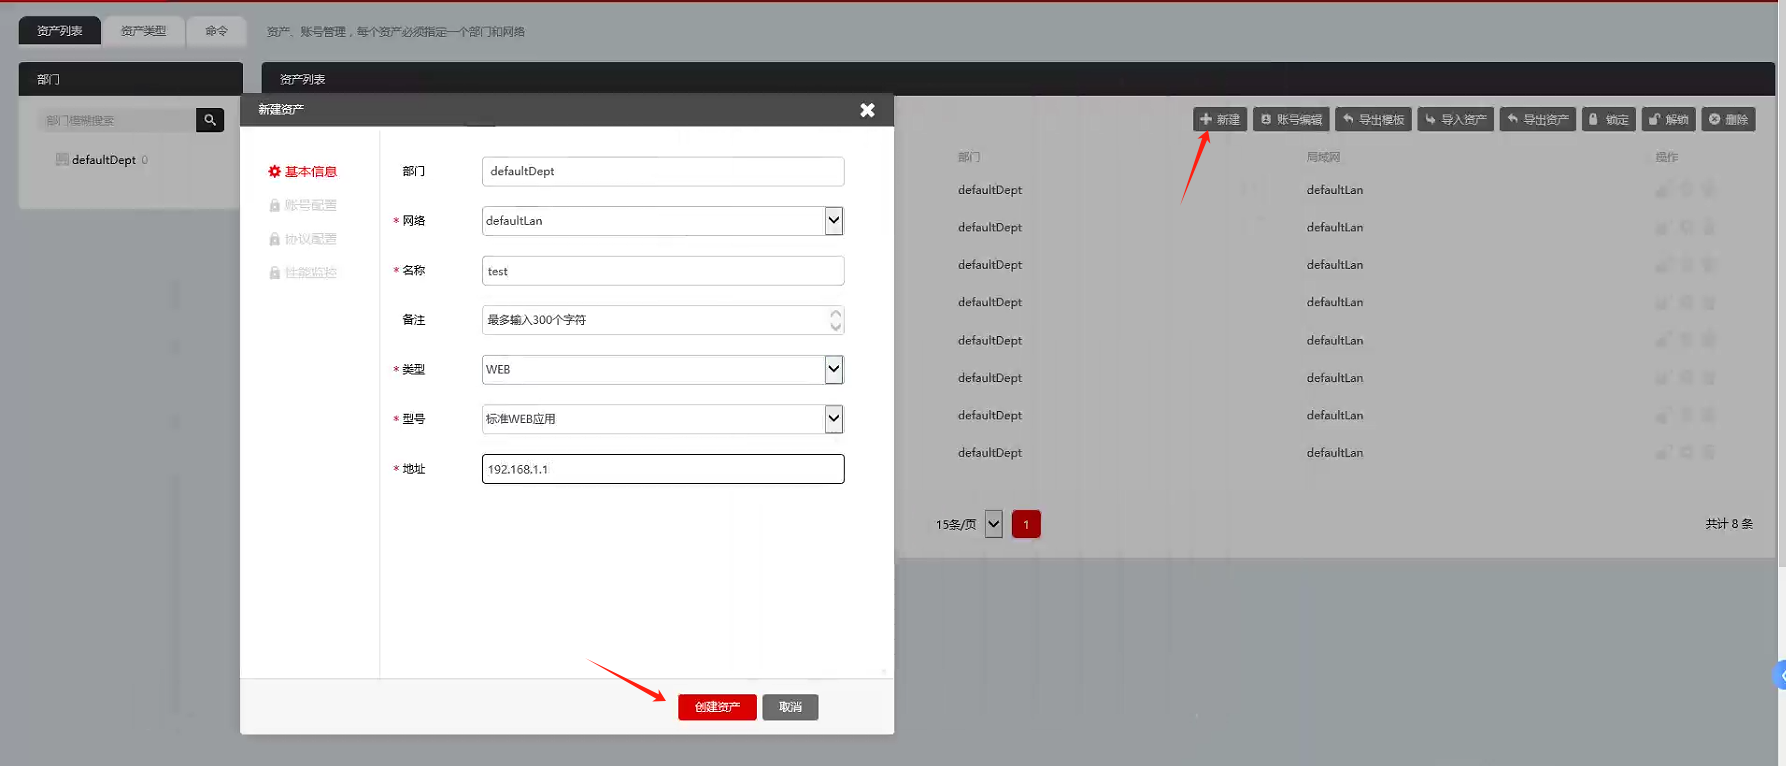 资产列表 资产类型 命令 资产、账号管理，每个资产必须指定一个部门和网络
部门
资产列表
新建资产
部门模糊搜索
defaultDept 0
新建 账号编辑 导出模板 导入资产 导出资产 锁定 解锁 删除
基本信息
账号配置
协议配置
性能监控
部门 defaultDept
* 网络 defaultLan
* 名称 test
备注 最多输入300个字符
* 类型 WEB
* 型号 标准WEB应用
* 地址 192.168.1.1
创建资产 取消
部门 局域网 操作
defaultDept defaultLan
defaultDept defaultLan
defaultDept defaultLan
defaultDept defaultLan
defaultDept defaultLan
defaultDept defaultLan
defaultDept defaultLan
defaultDept defaultLan
15条/页 1 共计 8 条